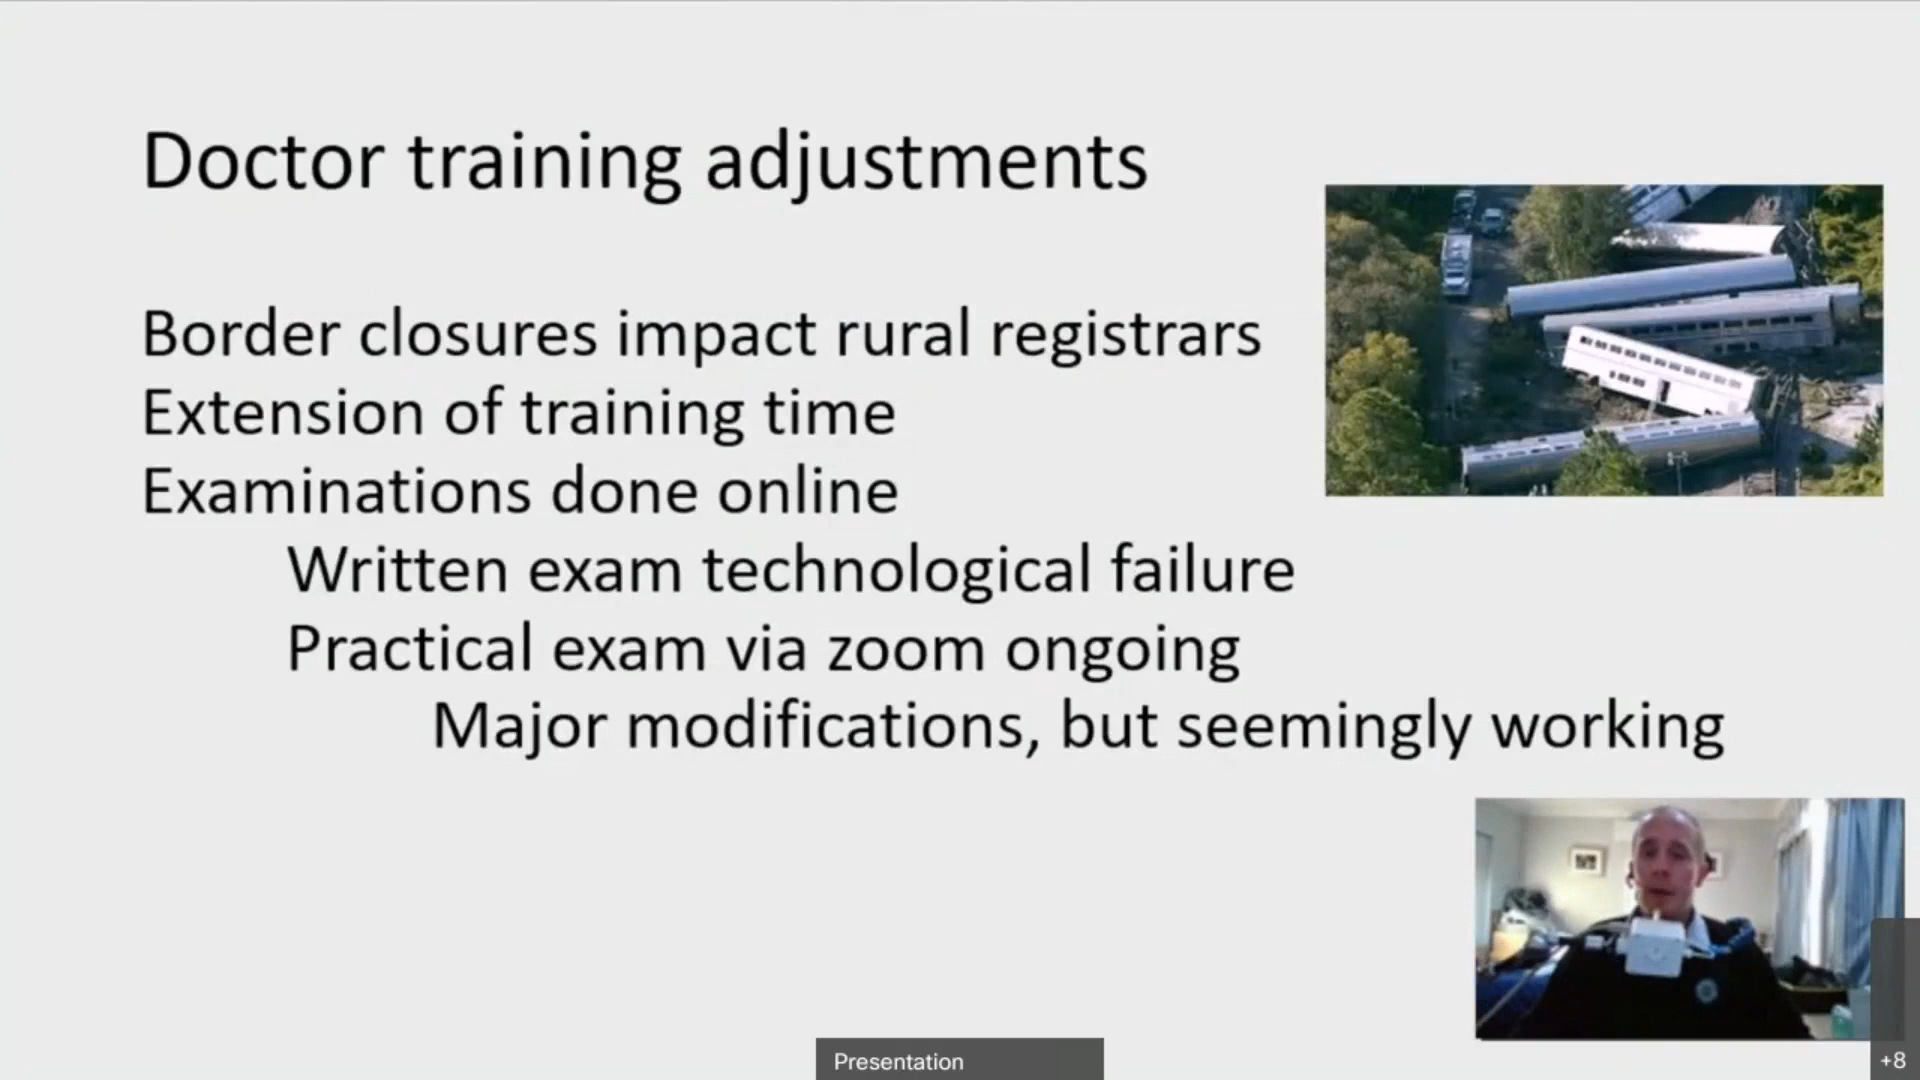 Doctor training adjustments
Border closures impact rural registrars
Extension of training time
Examinations done online
Written exam technological failure
Practical exam via zoom ongoing
Major modifications, but seemingly working
Presentation
+8